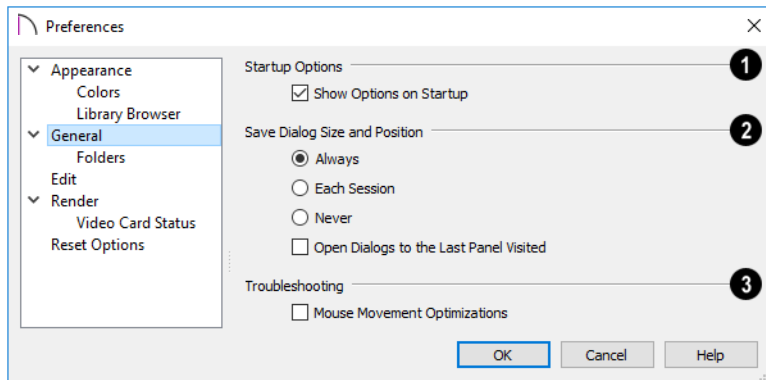 Preferences
Appearance
Colors
Library Browser
General
Folders
Edit
Render
Video Card Status
Reset Options
Startup Options 1
Show Options on Startup
Save Dialog Size and Position 2
Always
Each Session
Never
Open Dialogs to the Last Panel Visited
Troubleshooting 3
Mouse Movement Optimizations
OK Cancel Help